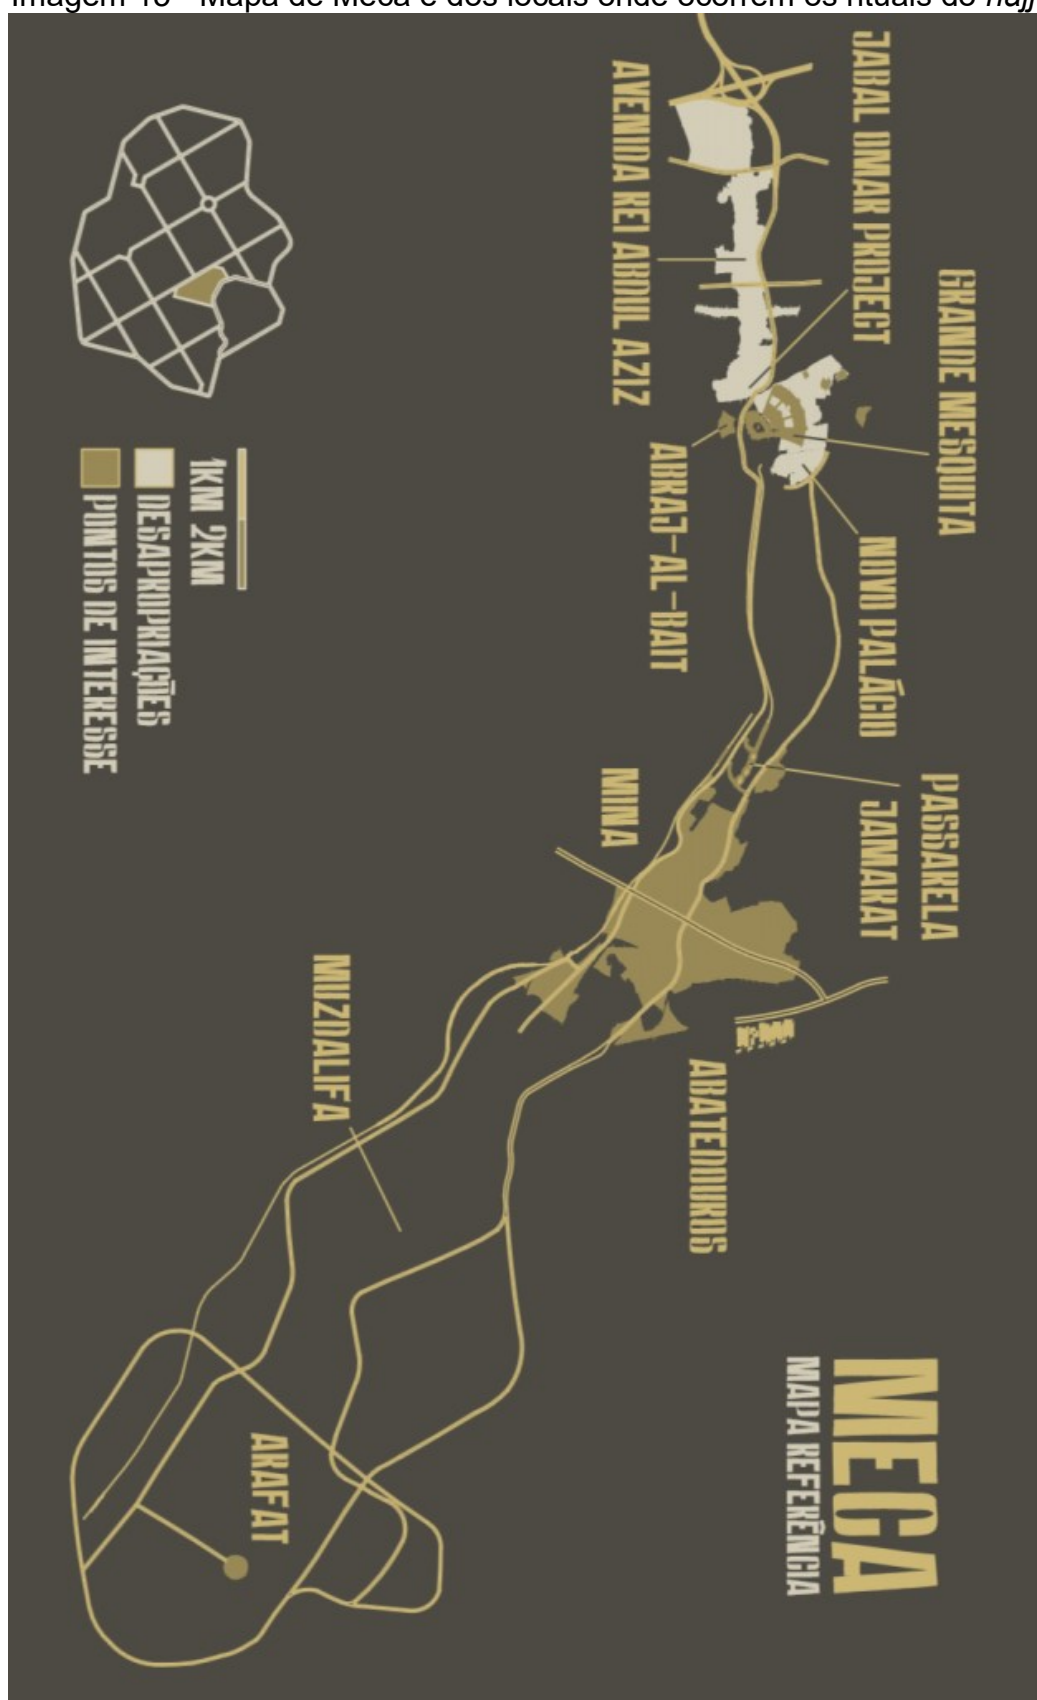 Imagem - Mapa de Meca e dos locais onde ocorrem os rituais do hajj
MECA
MAPA REFERÊNCIA
GRANDE MESQUITA
PASSARELA
JAMARAT
JABAL OMAR PROJECT
NOVO PALÁCIO
ABATEDOUROS
ABRAJ-AL-BAIT
AVENIDA REI ABDUL AZIZ
MINA
MUZDALIFA
ARAFAT
1KM 2KM
DESAPROPRIAÇÕES
PONTOS DE INTERESSE